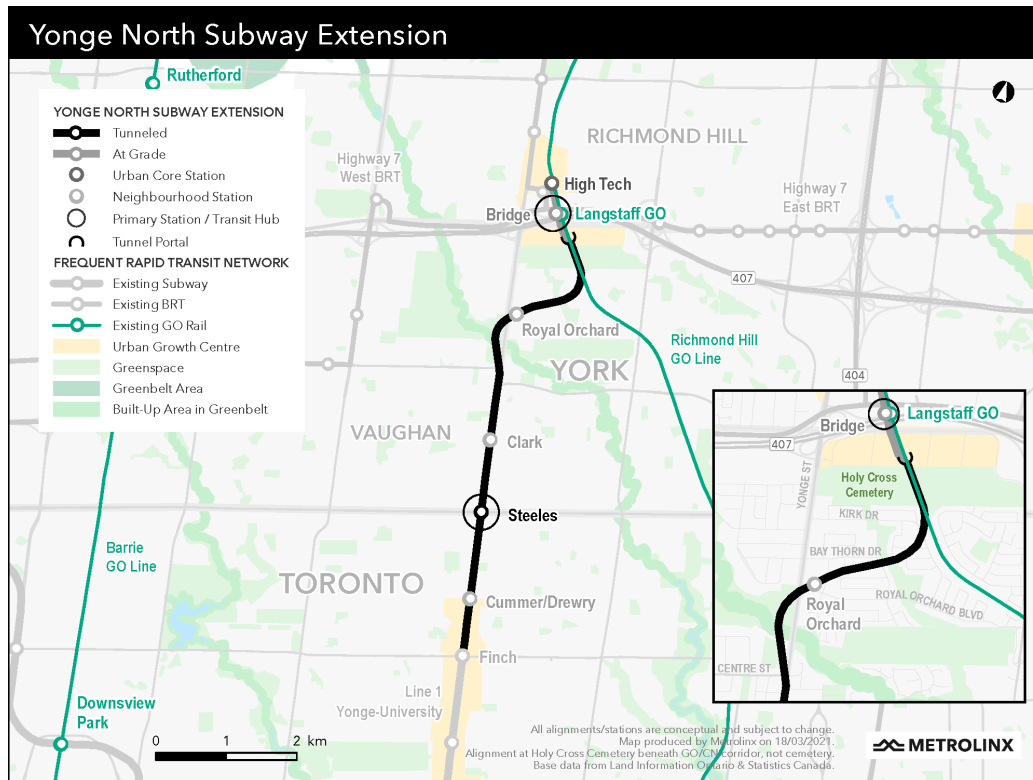 Yonge North Subway Extension
Rutherford
YONGE NORTH SUBWAY EXTENSION
Tunneled
At Grade
Urban Core Station
Neighbourhood Station
Primary Station / Transit Hub
Tunnel Portal
FREQUENT RAPID TRANSIT NETWORK
Existing Subway
Existing BRT
Existing GO Rail
Urban Growth Centre
Greenspace
Greenbelt Area
Built-Up Area in Greenbelt
RICHMOND HILL
Highway 7
West BRT
High Tech
Highway 7
East BRT
Bridge
Langstaff GO
407
Royal Orchard
Richmond Hill
GO Line
YORK
404
VAUGHAN
Clark
Steeles
Barrie
GO Line
TORONTO
Cummer/Drewry
Finch
Line 1
Yonge-University
Downsview
Park
0 1 2 km
Langstaff GO
Bridge
407
YONGE ST
Holy Cross
Cemetery
KIRK DR
BAY THORN DR
ROYAL ORCHARD BLVD
Royal
Orchard
CENTRE ST
All alignments/stations are conceptual and subject to change.
Map produced by Metrolinx on 18/03/2021.
Alignment at Holy Cross Cemetery beneath GO/CN corridor, not cemetery.
Base data from Land Information Ontario & Statistics Canada.
METROLINX